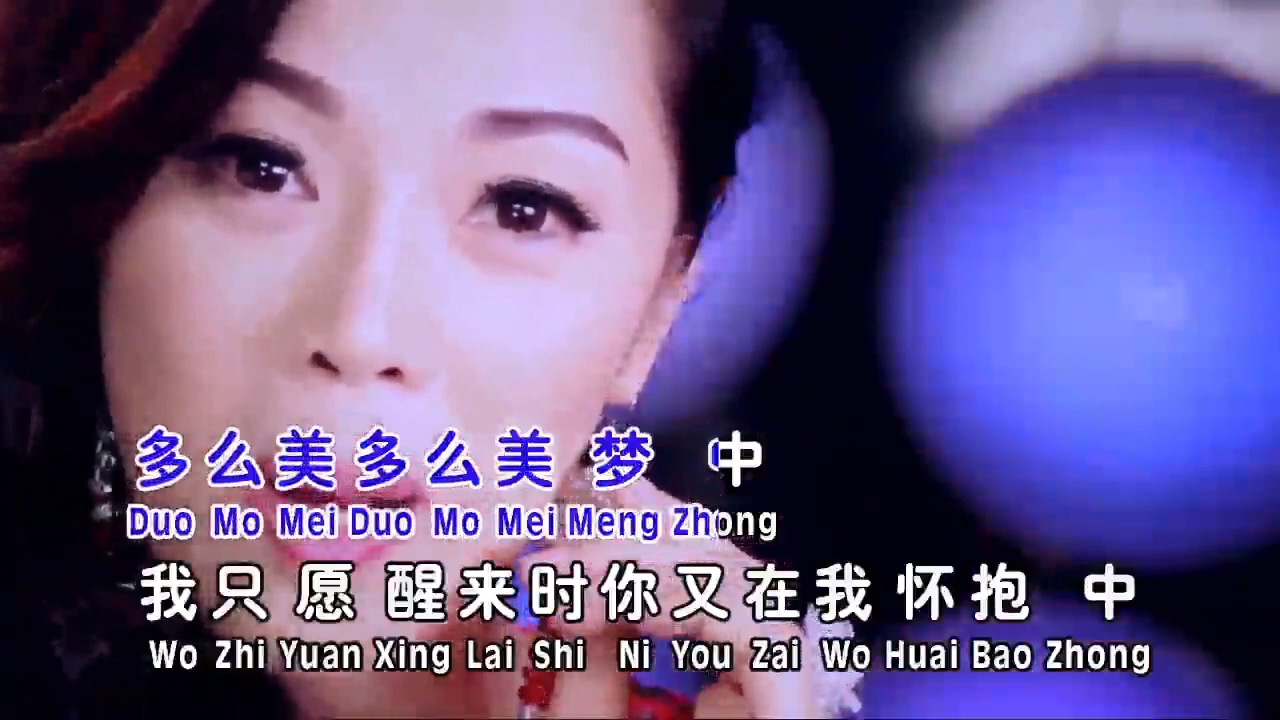 多么美多么美 梦 中
Duo Mo Mei Duo Mo Mei Meng Zhong
我只 愿 醒来时你又在我 怀抱 中
Wo Zhi Yuan Xing Lai Shi Ni You Zai Wo Huai Bao Zhong